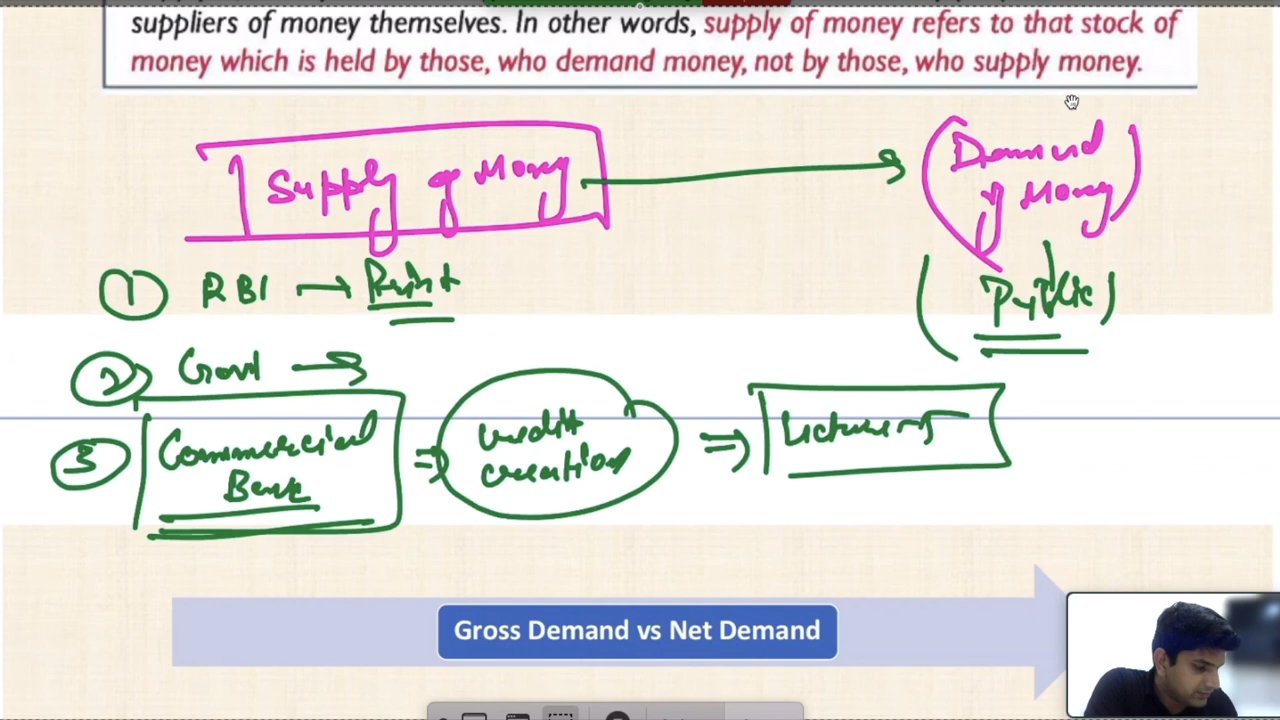 suppliers of money themselves. In other words, supply of money refers to that stock of
money which is held by those, who demand money, not by those, who supply money.
Supply of Money
Demand
of Money
① RBI → Print
(Public)
② Govt →
③ Commercial
Bank
⇒ credit
creation
⇒ Lecture 5
Gross Demand vs Net Demand